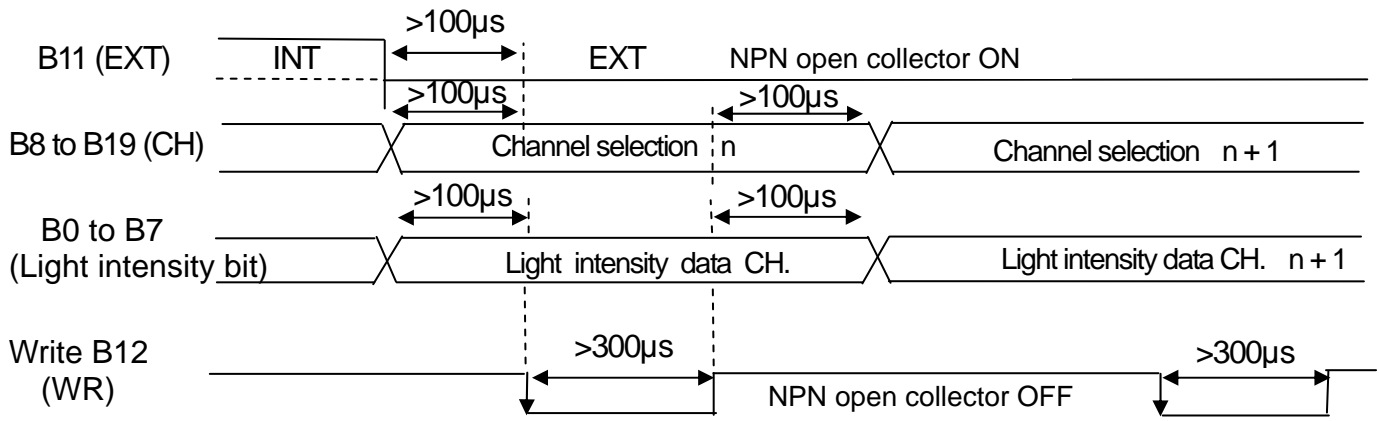 >100µs
B11 (EXT) INT EXT NPN open collector ON
>100µs >100µs
B8 to B19 (CH) Channel selection n Channel selection n + 1
>100µs >100µs
B0 to B7
(Light intensity bit) Light intensity data CH. Light intensity data CH. n + 1
Write B12 >300µs >300µs
(WR) NPN open collector OFF